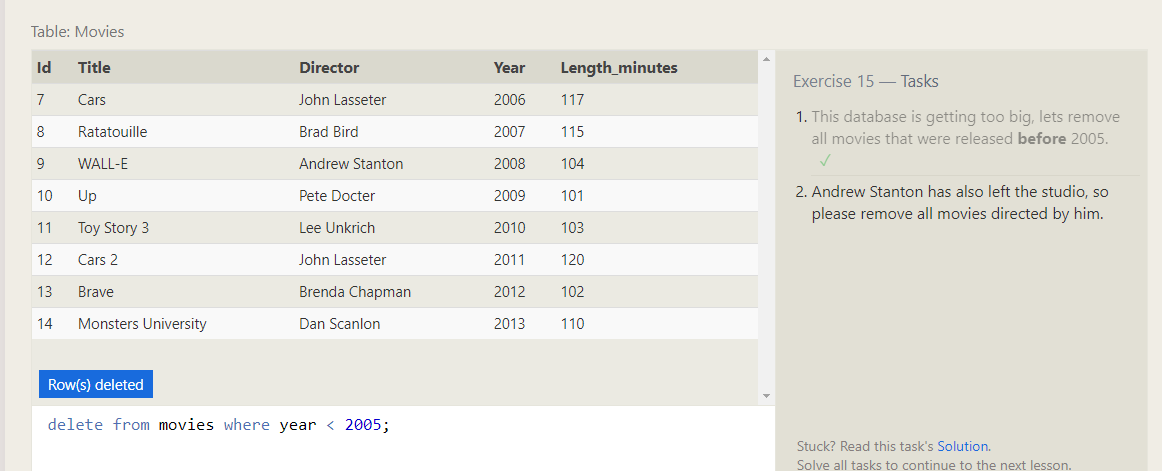 Table: Movies
Id Title Director Year Length_minutes
7 Cars John Lasseter 2006 117
8 Ratatouille Brad Bird 2007 115
9 WALL-E Andrew Stanton 2008 104
10 Up Pete Docter 2009 101
11 Toy Story 3 Lee Unkrich 2010 103
12 Cars 2 John Lasseter 2011 120
13 Brave Brenda Chapman 2012 102
14 Monsters University Dan Scanlon 2013 110
Row(s) deleted
delete from movies where year < 2005;
Exercise 15 — Tasks
1. This database is getting too big, lets remove
all movies that were released before 2005.
✓
2. Andrew Stanton has also left the studio, so
please remove all movies directed by him.
Stuck? Read this task's Solution.
Solve all tasks to continue to the next lesson.